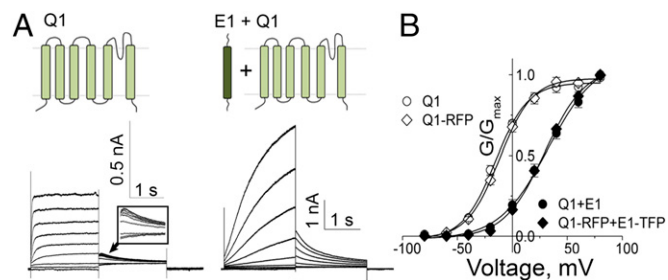 A
Q1
E1 + Q1
+
0.5 nA
1 s
1 nA
1 s
B
G/Gmax
1.0
0.5
0.0
Q1
Q1-RFP
Q1+E1
Q1-RFP+E1-TFP
-100
-50
0
50
100
Voltage, mV